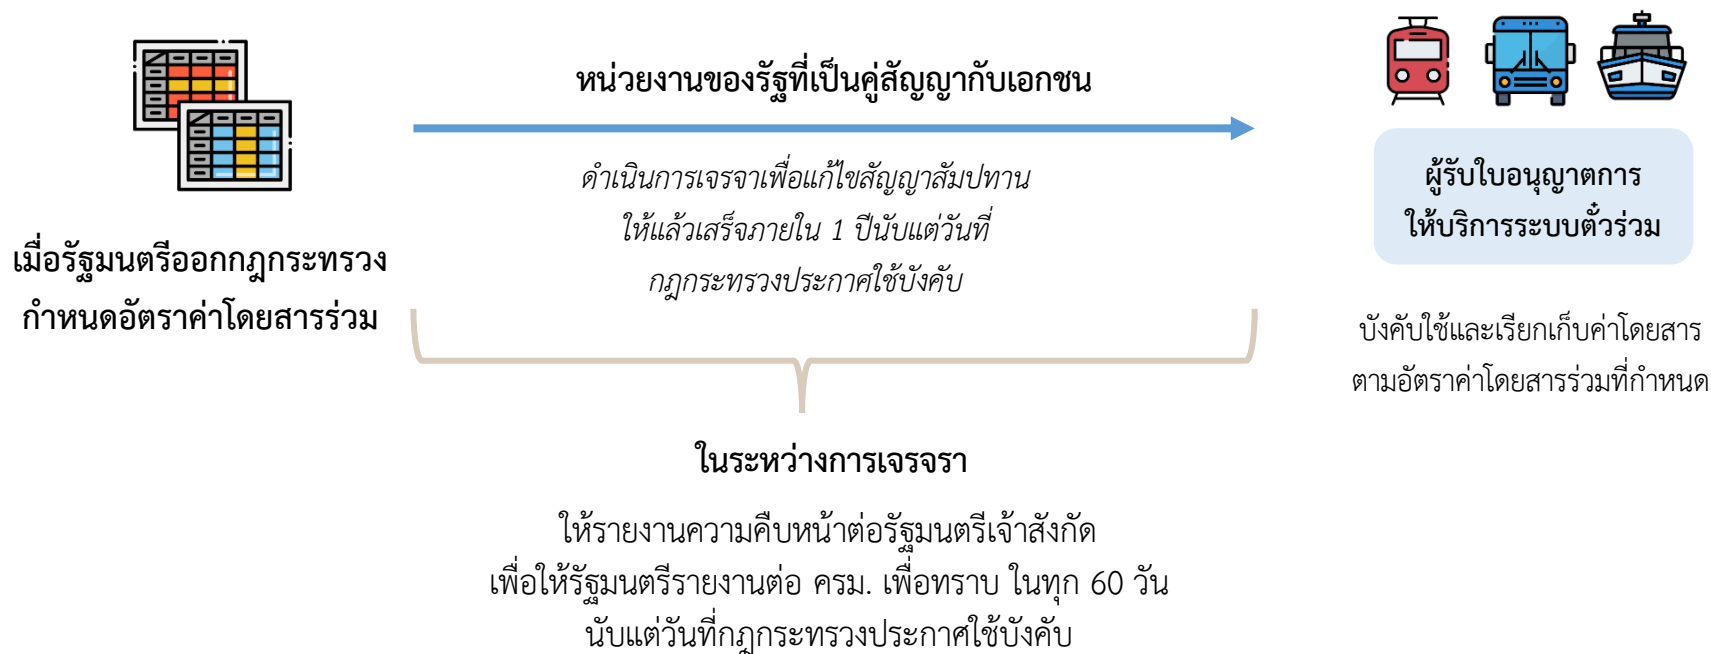 เมื่อรัฐมนตรีออกกฎกระทรวง
กำหนดอัตราค่าโดยสารร่วม
หน่วยงานของรัฐที่เป็นคู่สัญญากับเอกชน
ดำเนินการเจรจาเพื่อแก้ไขสัญญาสัมปทาน
ให้แล้วเสร็จภายใน 1 ปีนับแต่วันที่
กฎกระทรวงประกาศใช้บังคับ
ผู้รับใบอนุญาตการ
ให้บริการระบบตั๋วร่วม
บังคับใช้และเรียกเก็บค่าโดยสาร
ตามอัตราค่าโดยสารร่วมที่กำหนด
ในระหว่างการเจรจรา
ให้รายงานความคืบหน้าต่อรัฐมนตรีเจ้าสังกัด
เพื่อให้รัฐมนตรีรายงานต่อ ครม. เพื่อทราบ ในทุก 60 วัน
นับแต่วันที่กฎกระทรวงประกาศใช้บังคับ